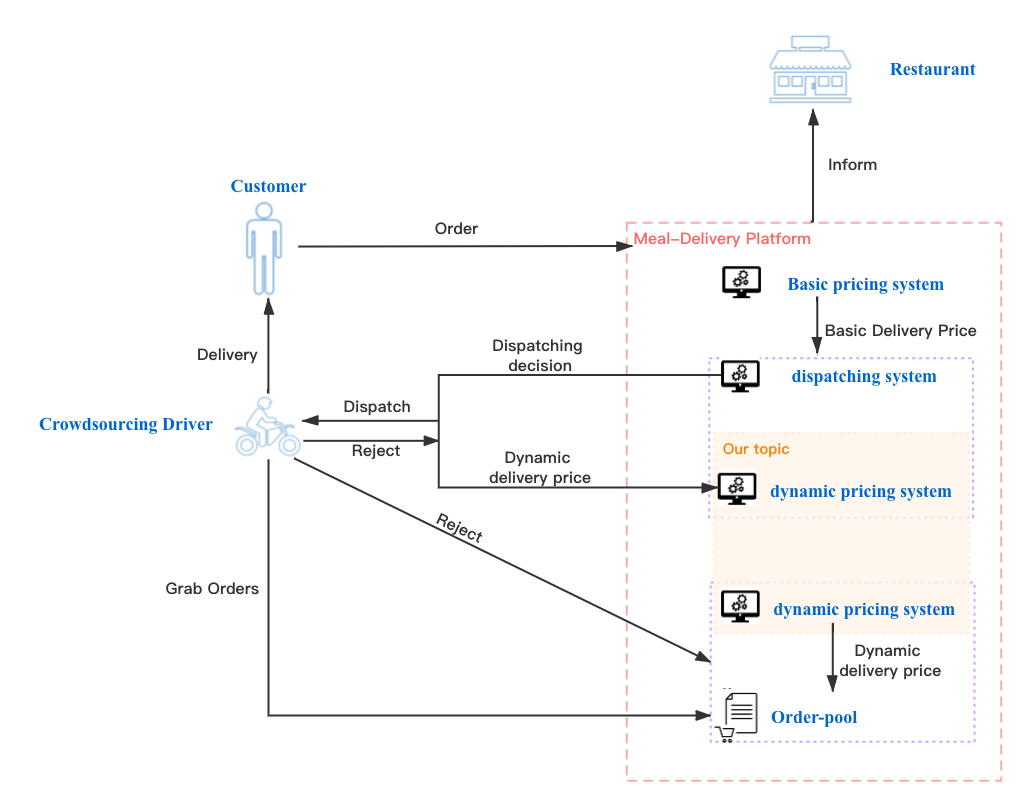 Restaurant
Inform
Customer
Order
Meal-Delivery Platform
Basic pricing system
Basic Delivery Price
Delivery
Dispatching
decision
dispatching system
Dispatch
Crowdsourcing Driver
Reject
Our topic
Dynamic
delivery price
dynamic pricing system
Reject
Grab Orders
dynamic pricing system
Dynamic
delivery price
Order-pool